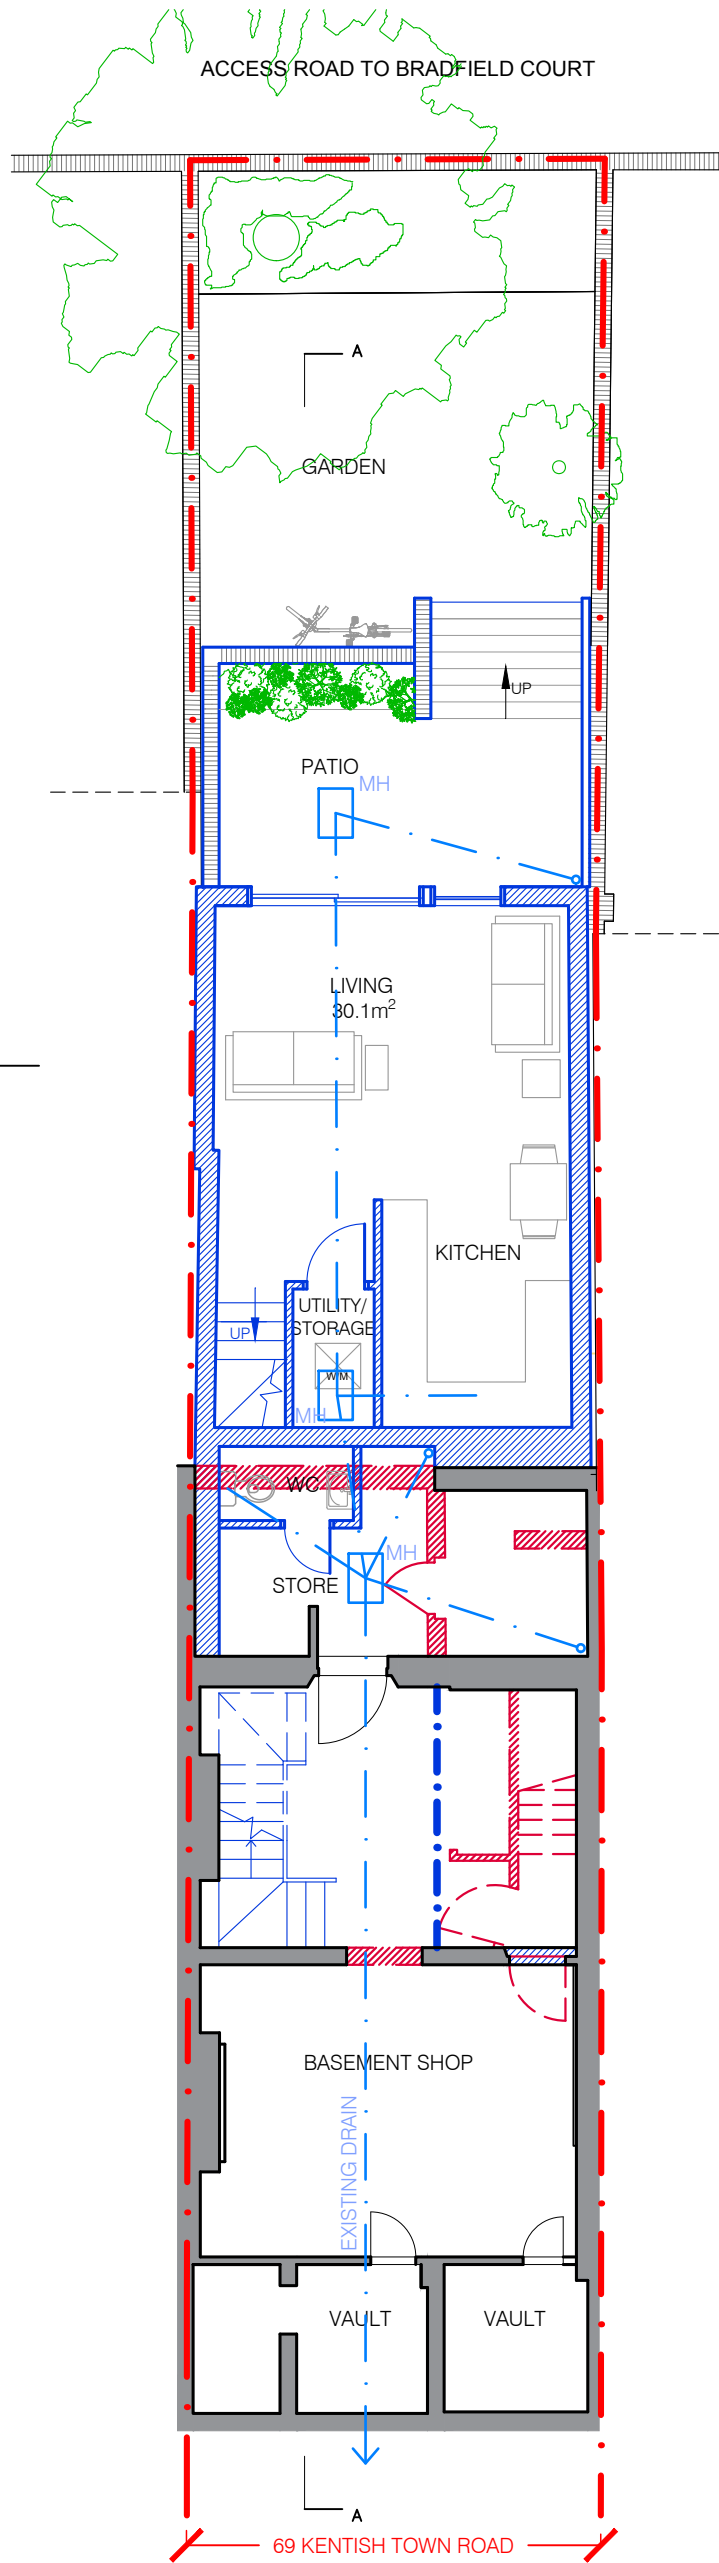 ACCESS ROAD TO BRADFIELD COURT
A
GARDEN
UP
PATIO
MH
LIVING
30.1m²
KITCHEN
UTILITY/
STORAGE
UP
WM
MH
WC
MH
STORE
BASEMENT SHOP
EXISTING DRAIN
VAULT
VAULT
A
69 KENTISH TOWN ROAD